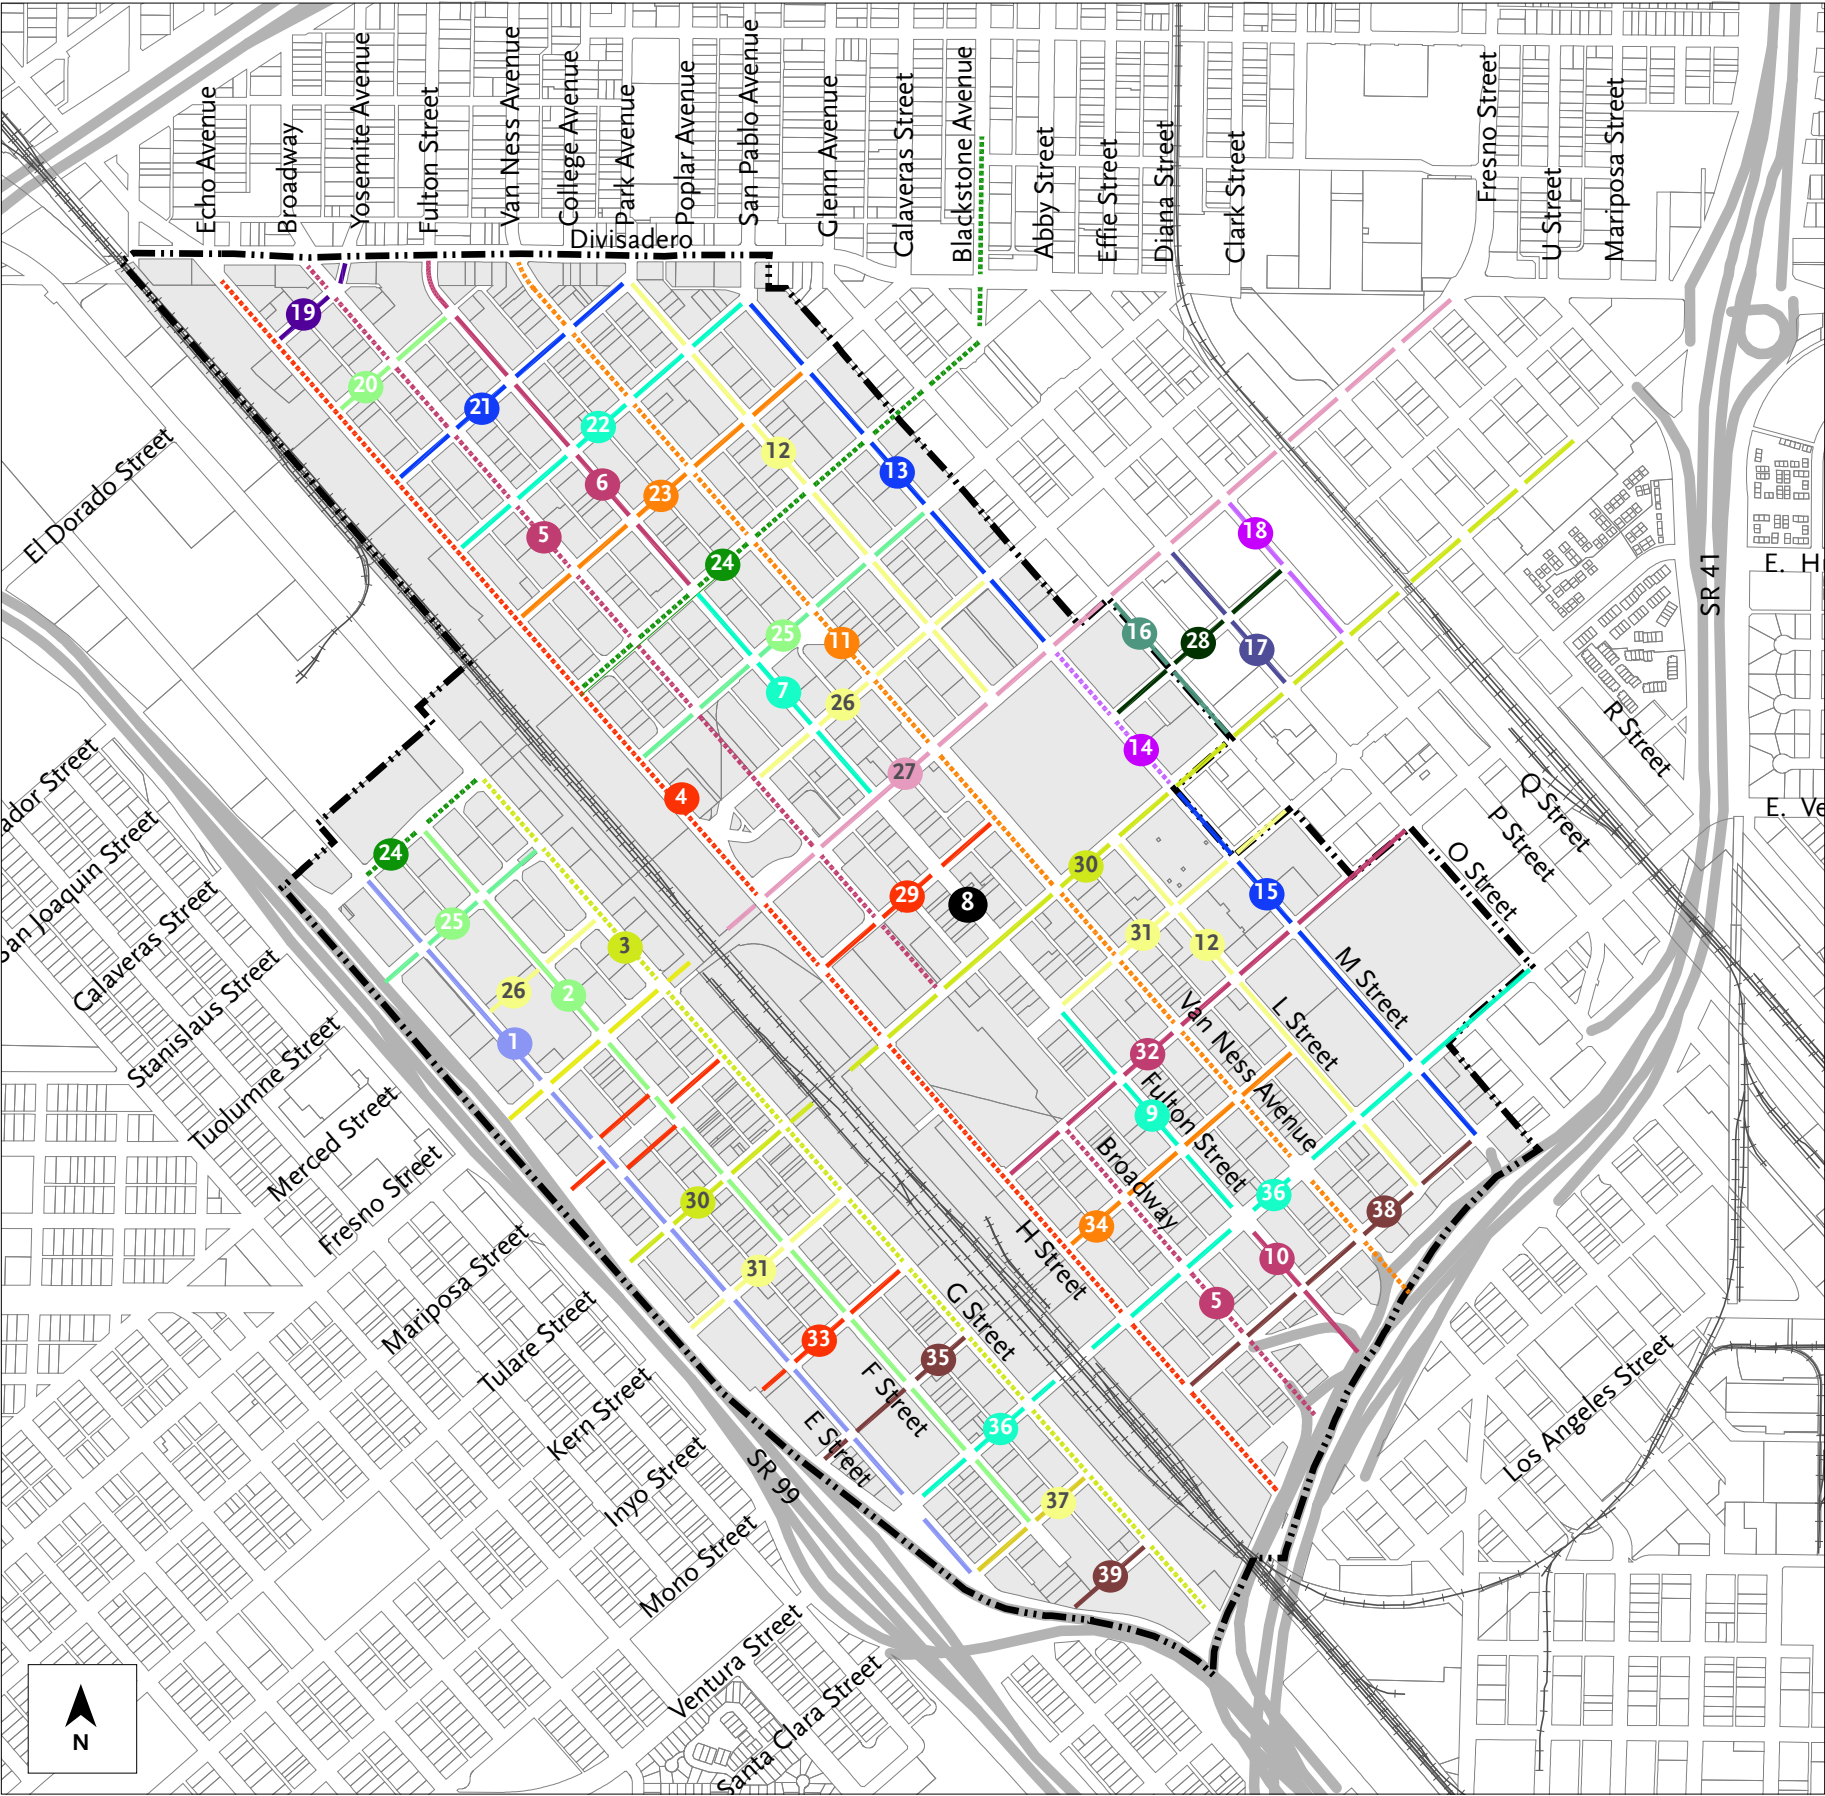 Echo Avenue
Broadway
Yosemite Avenue
Fulton Street
Van Ness Avenue
College Avenue
Park Avenue
Poplar Avenue
San Pablo Avenue
Glenn Avenue
Calaveras Street
Blackstone Avenue
Abby Street
Effie Street
Diana Street
Clark Street
Fresno Street
U Street
Mariposa Street
Divisadero
19
20
21
22
12
13
6
23
5
24
18
El Dorado Street
SR 41
E. H
25
11
16
28
17
7
26
14
27
4
R Street
Q Street
P Street
O Street
E. Ve
ador Street
San Joaquin Street
Calaveras Street
Stanislaus Street
Tuolumne Street
Merced Street
Fresno Street
Mariposa Street
Tulare Street
Kern Street
Inyo Street
Mono Street
Ventura Street
Santa Clara Street
24
25
3
26
2
1
30
29
8
15
31
12
M Street
L Street
Van Ness Avenue
32
9
Fulton Street
Broadway
36
38
34
10
5
H Street
30
31
G Street
33
35
F Street
E Street
36
37
39
SR 99
Los Angeles Street
N